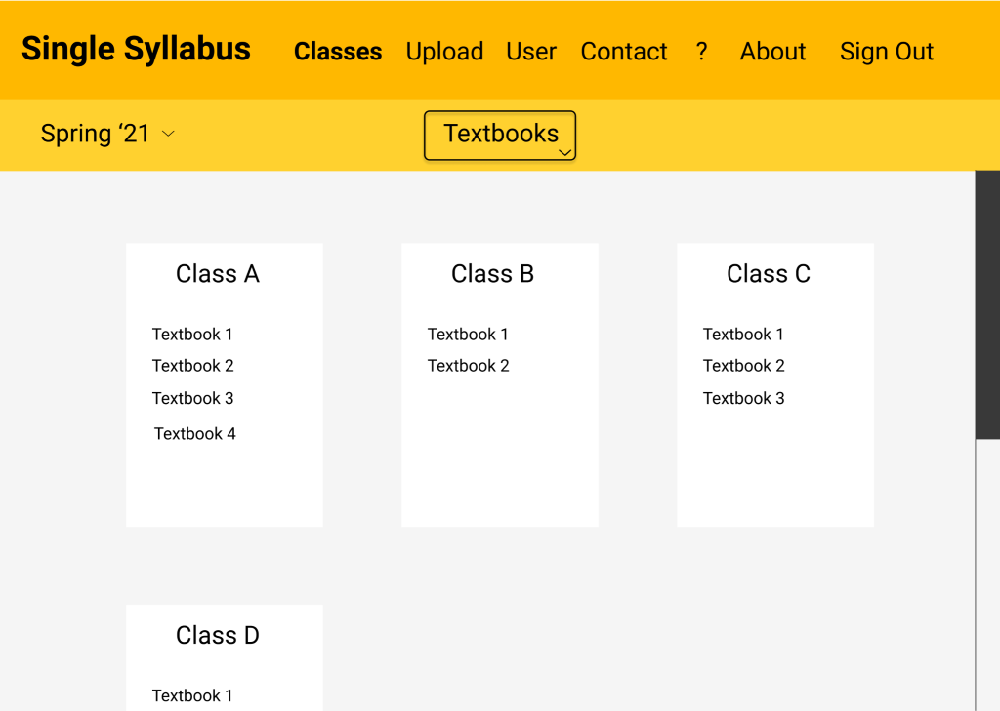 Single Syllabus Classes Upload User Contact ? About Sign Out
Spring ‘21 Textbooks
Class A Class B Class C
Textbook 1 Textbook 1 Textbook 1
Textbook 2 Textbook 2 Textbook 2
Textbook 3 Textbook 3
Textbook 4
Class D
Textbook 1